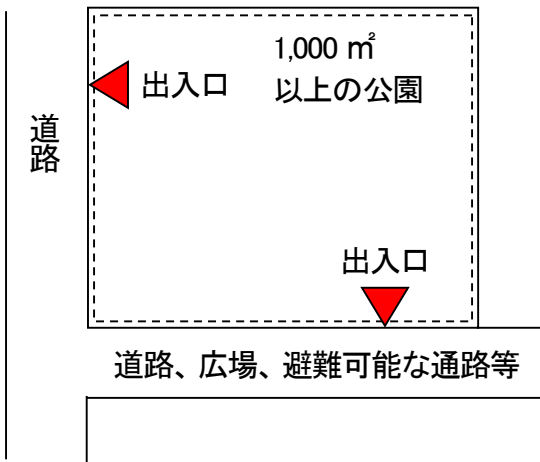 1,000 ㎡
以上の公園
出入口
道路
出入口
道路、広場、避難可能な通路等